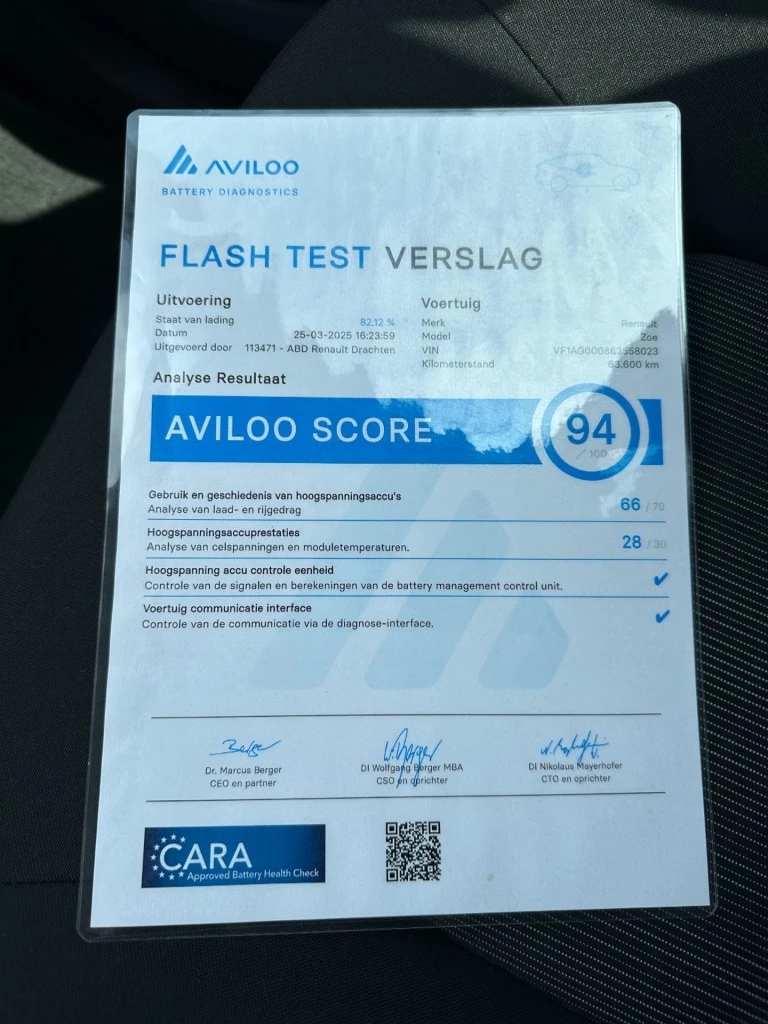 AVILOO
BATTERY DIAGNOSTICS
FLASH TEST VERSLAG
Uitvoering
Staat van lading 82,12 %
Datum 25-03-2025 16:23:59
Uitgevoerd door 113471 - ABD Renault Drachten
Voertuig
Merk Renault
Model Zoe
VIN
Kilometerstand 63.600 km
Analyse Resultaat
AVILOO SCORE 94
/ 100
Gebruik en geschiedenis van hoogspanningsaccu's
Analyse van laad- en rijgedrag 66 / 70
Hoogspanningsaccuprestaties
Analyse van celspanningen en moduletemperaturen. 28 / 30
Hoogspanning accu controle eenheid
Controle van de signalen en berekeningen van de battery management control unit. ✔
Voertuig communicatie interface
Controle van de communicatie via de diagnose-interface. ✔
Dr. Marcus Berger
CEO en partner
DI Wolfgang Berger MBA
CSO en oprichter
DI Nikolaus Mayerhofer
CTO en oprichter
CARA
Approved Battery Health Check